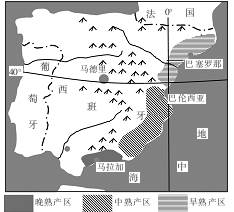 法 国
0°
葡
马德里
巴塞罗那
40°
西
巴伦西亚
萄
班
牙
牙
地
马拉加
中
海
晚熟产区 中熟产区 早熟产区